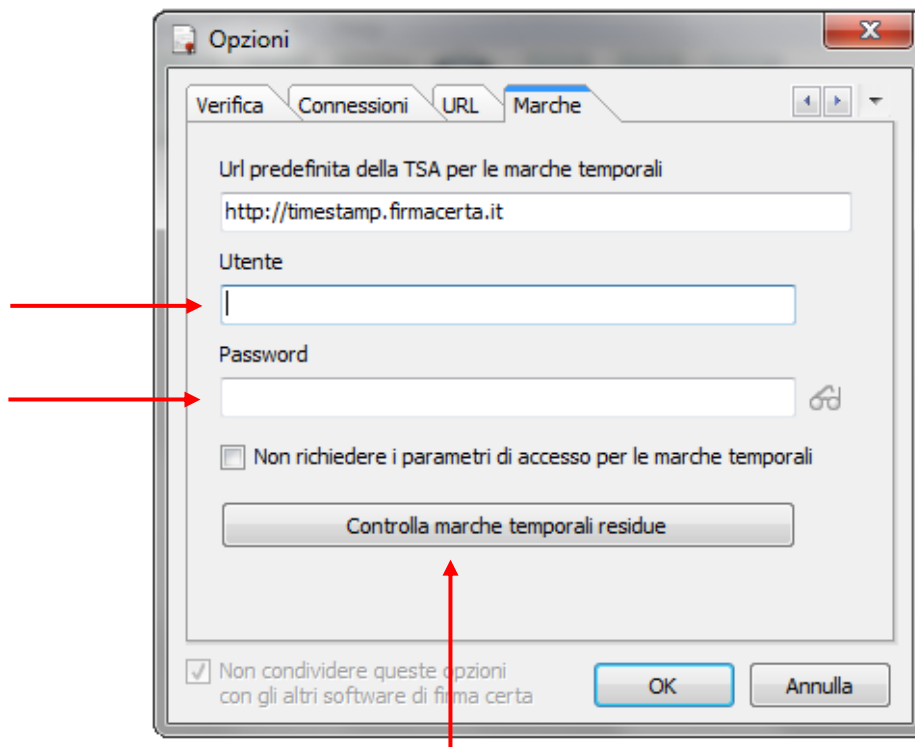 Opzioni
Verifica Connessioni URL Marche
Url predefinita della TSA per le marche temporali
http://timestamp.firmacerta.it
Utente
Password
Non richiedere i parametri di accesso per le marche temporali
Controlla marche temporali residue
Non condividere queste opzioni
con gli altri software di firma certa
OK Annulla